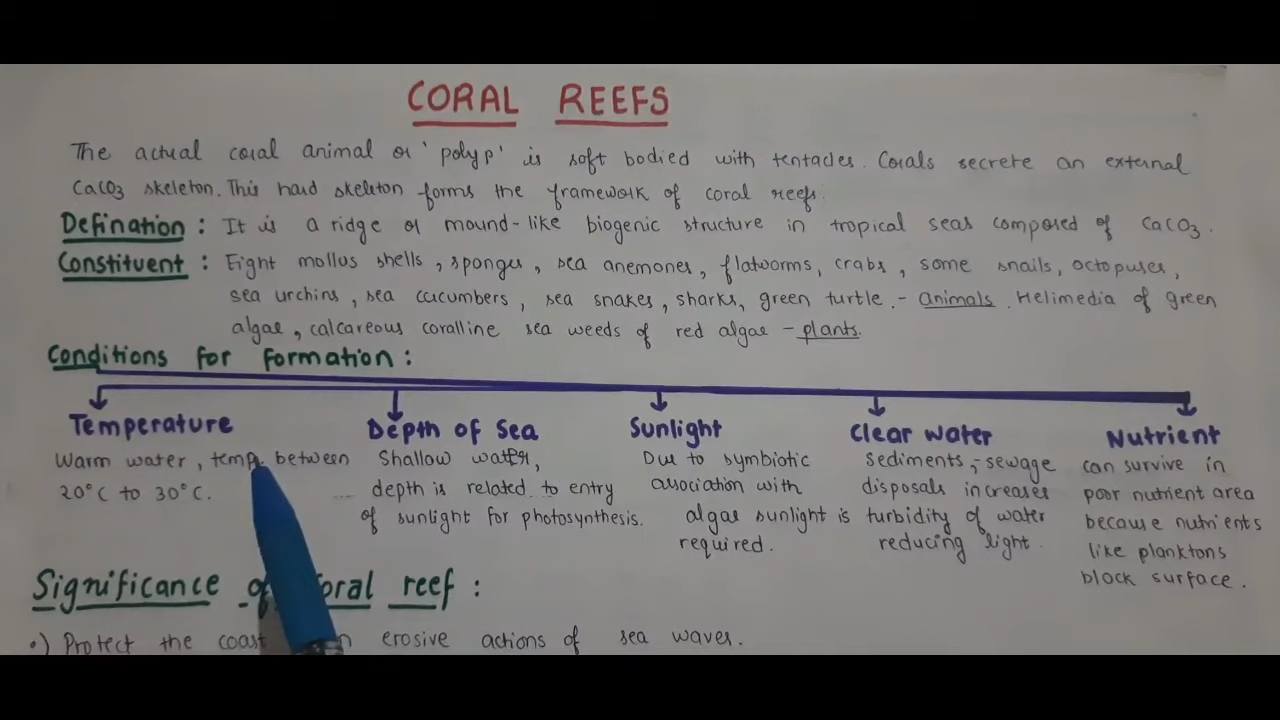 CORAL REEFS
The actual coral animal or 'polyp' is soft bodied with tentacles. Corals secrete an external
CaCO3 skeleton. This hard skeleton forms the framework of coral reefs.
Defination : It is a ridge or mound-like biogenic structure in tropical seas composed of CaCO3.
Constituent : Eight mollus shells, sponges, sea anemones, flatworms, crabs, some snails, octopuses,
sea urchins, sea cucumbers, sea snakes, sharks, green turtle. - animals. Helimedia of green
algae, calcareous coralline sea weeds of red algae - plants.
Conditions for formation :
Temperature Depth of Sea Sunlight Clear water Nutrient
Warm water, temp. between
20°C to 30°C.
Shallow water,
depth is related to entry
of sunlight for photosynthesis.
Due to symbiotic
association with
algae sunlight is
required.
sediments, sewage
disposals increases
turbidity of water
reducing light.
can survive in
poor nutrient area
because nutrients
like planktons
block surface.
Significance of coral reef :
•) Protect the coast erosive actions of sea waves.